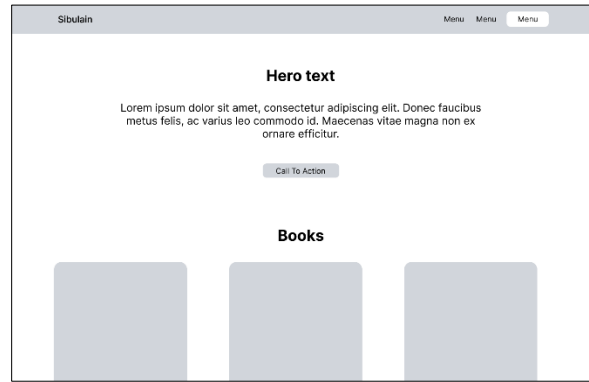 Sibulain
Menu Menu Menu
Hero text
Lorem ipsum dolor sit amet, consectetur adipiscing elit. Donec faucibus
metus felis, ac varius leo commodo id. Maecenas vitae magna non ex
ornare efficitur.
Call To Action
Books